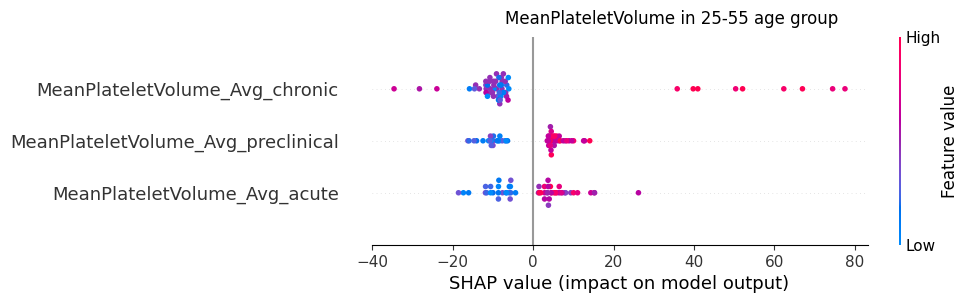 MeanPlateletVolume in 25-55 age group
High
MeanPlateletVolume_Avg_chronic
MeanPlateletVolume_Avg_preclinical
MeanPlateletVolume_Avg_acute
Feature value
Low
−40 −20 0 20 40 60 80
SHAP value (impact on model output)